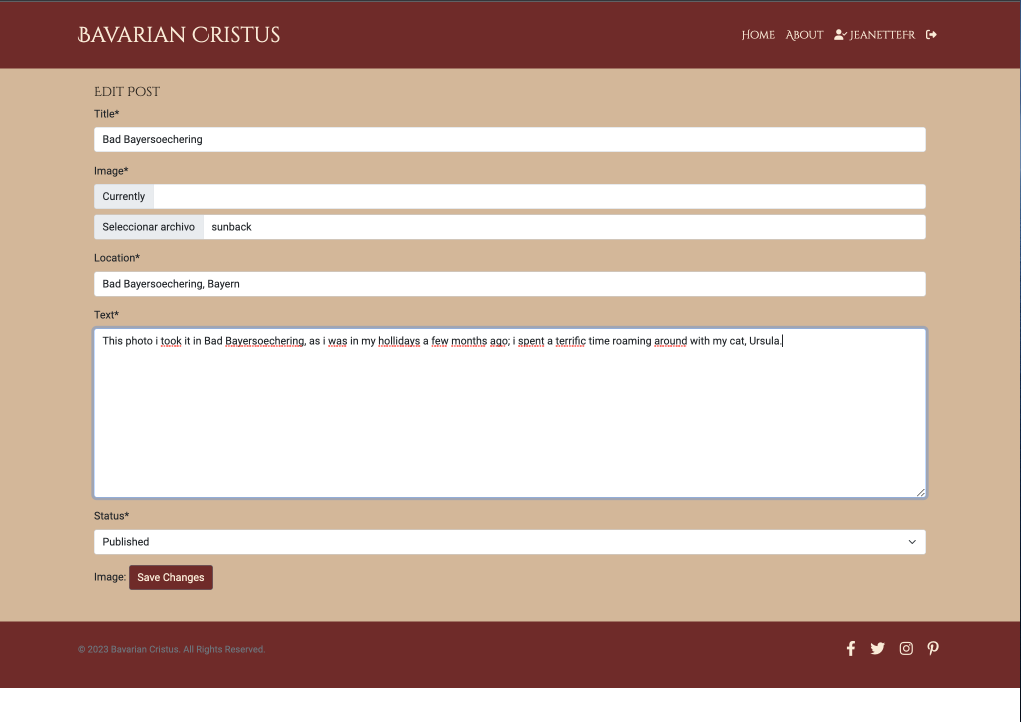 Bavarian Cristus
Home About JEANETTEFR
Edit Post
Title*
Bad Bayersoechering
Image*
Currently
Seleccionar archivo sunback
Location*
Bad Bayersoechering, Bayern
Text*
This photo i took it in Bad Bayersoechering, as i was in my hollidays a few months ago; i spent a terrific time roaming around with my cat, Ursula.
Status*
Published
Image: Save Changes
© 2023 Bavarian Cristus. All Rights Reserved.